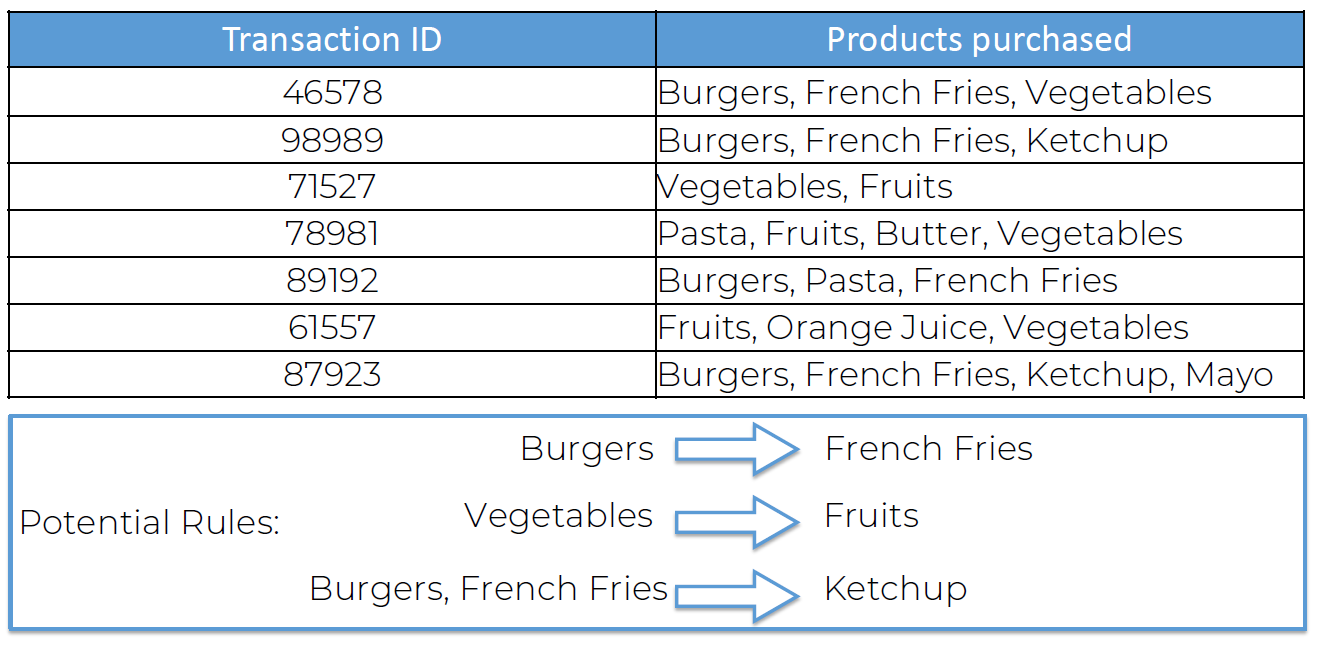 Transaction ID Products purchased
46578 Burgers, French Fries, Vegetables
98989 Burgers, French Fries, Ketchup
71527 Vegetables, Fruits
78981 Pasta, Fruits, Butter, Vegetables
89192 Burgers, Pasta, French Fries
61557 Fruits, Orange Juice, Vegetables
87923 Burgers, French Fries, Ketchup, Mayo
Burgers French Fries
Potential Rules: Vegetables Fruits
Burgers, French Fries Ketchup